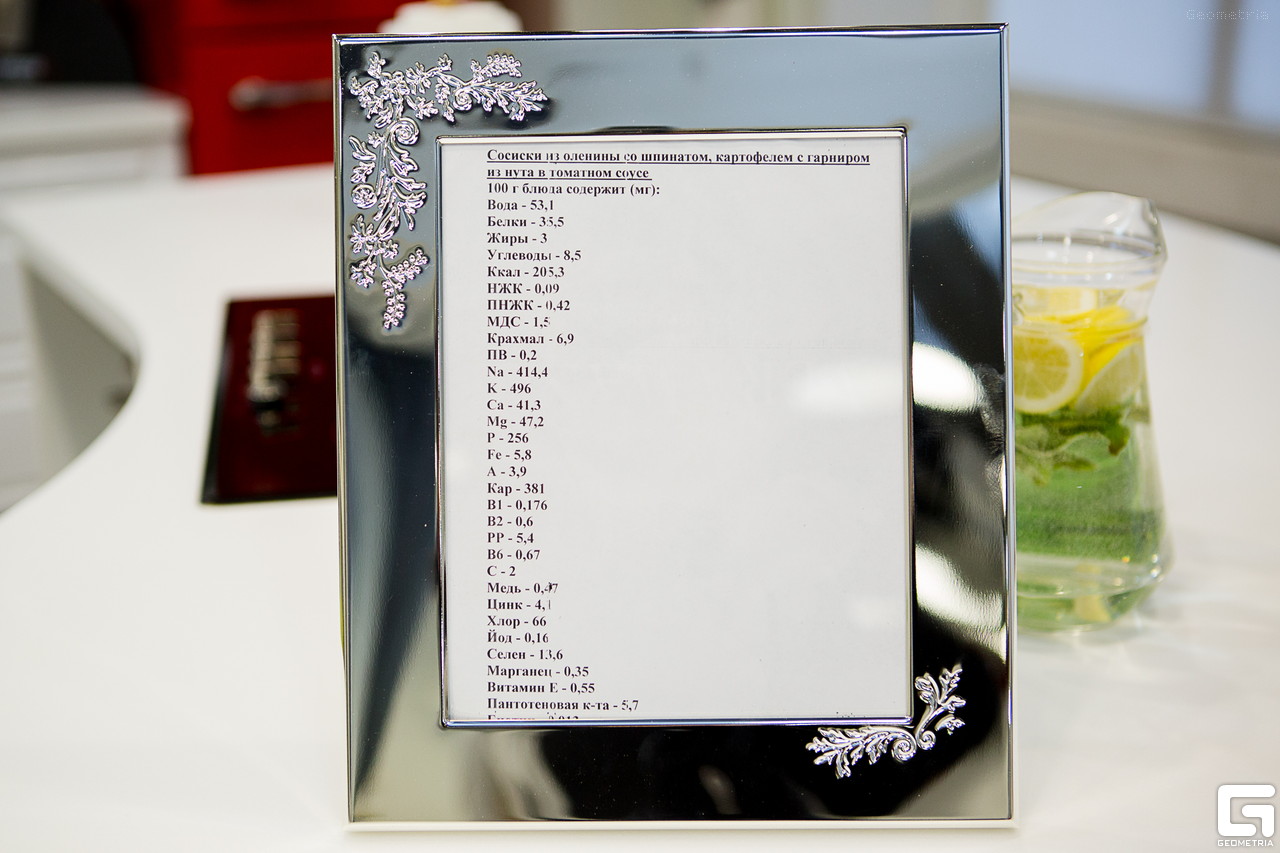 Geometria
Сосиски из оленины со шпинатом, картофелем с гарниром
из нута в томатном соусе
100 г блюда содержит (мг):
Вода - 53,1
Белки - 35,5
Жиры - 3
Углеводы - 8,5
Ккал - 205,3
НЖК - 0,09
ПНЖК - 0,42
МДС - 1,5
Крахмал - 6,9
ПВ - 0,2
Na - 414,4
K - 496
Ca - 41,3
Mg - 47,2
P - 256
Fe - 5,8
A - 3,9
Кар - 381
B1 - 0,176
B2 - 0,6
PP - 5,4
B6 - 0,67
C - 2
Медь - 0,47
Цинк - 4,1
Хлор - 66
Йод - 0,16
Селен - 13,6
Марганец - 0,35
Витамин E - 0,55
Пантотеновая к-та - 5,7
GEOMETRIA